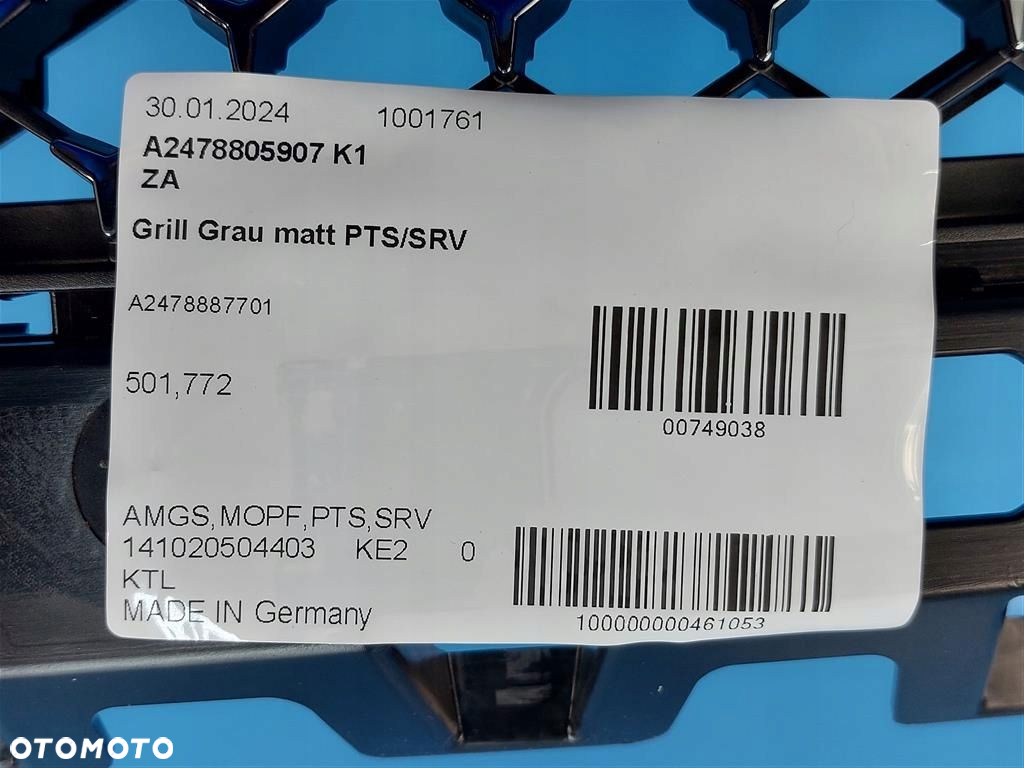 30.01.2024 1001761
A2478805907 K1
ZA
Grill Grau matt PTS/SRV
A2478887701
501,772
00749038
AMGS,MOPF,PTS,SRV
141020504403 KE2 0
KTL
MADE IN Germany
100000000461053
OTOMOTO